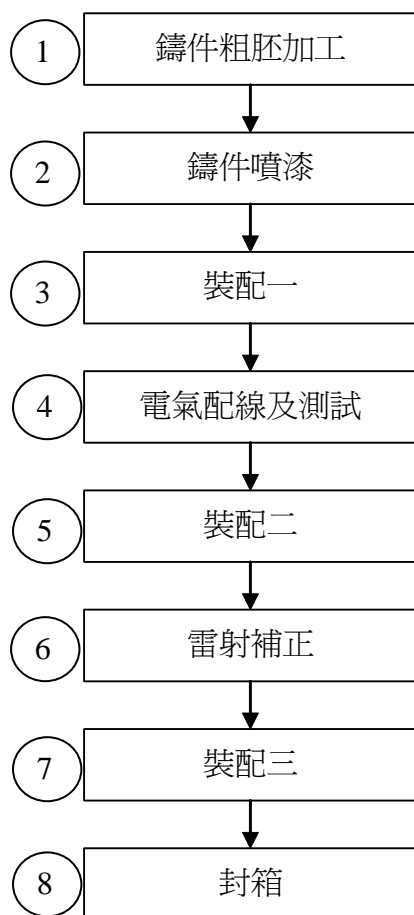 1 鑄件粗胚加工
2 鑄件噴漆
3 裝配一
4 電氣配線及測試
5 裝配二
6 雷射補正
7 裝配三
8 封箱